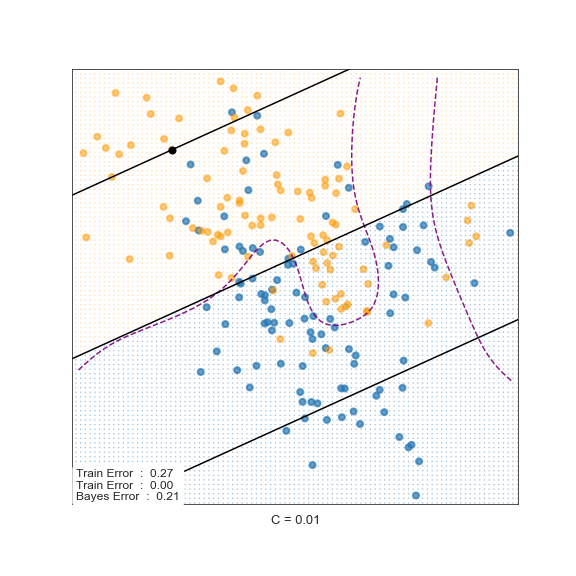 Train Error  :  0.27
Train Error  :  0.00
Bayes Error  :  0.21
C = 0.01